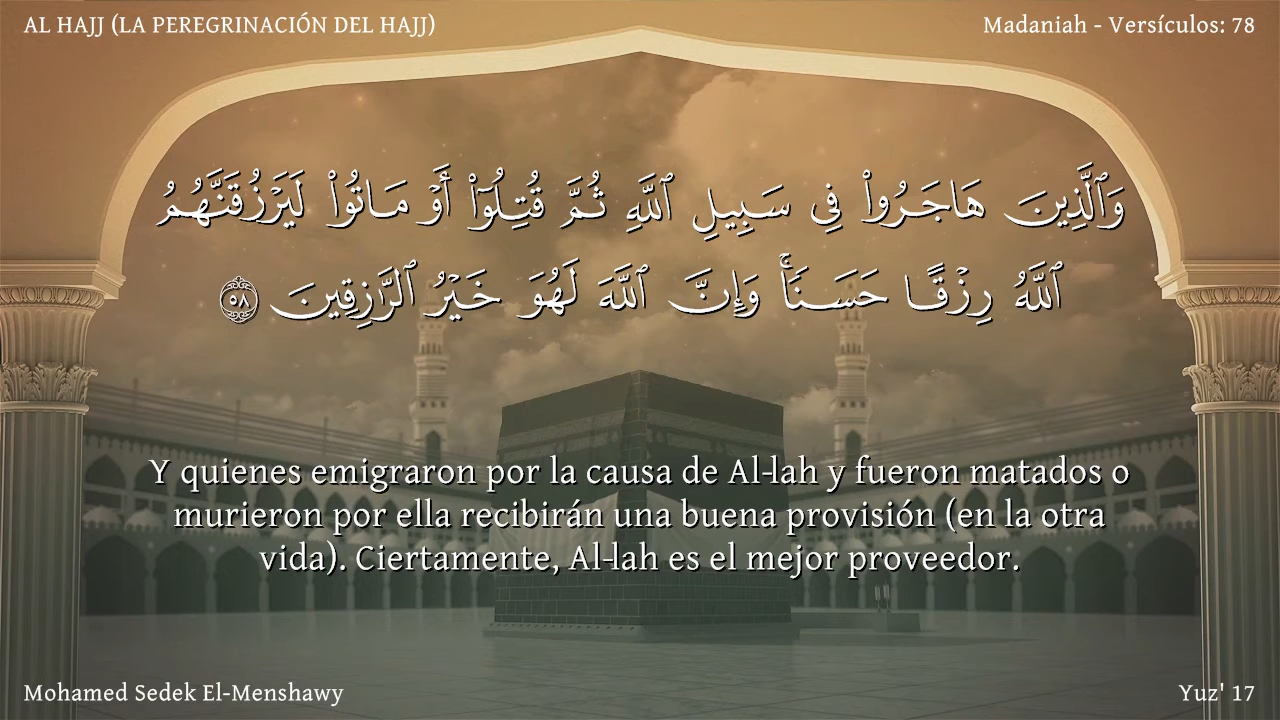 AL HAJJ (LA PEREGRINACIÓN DEL HAJJ)
Madaniah - Versículos: 78
وَٱلَّذِينَ هَاجَرُوا۟ فِى سَبِيلِ ٱللَّهِ ثُمَّ قُتِلُوٓا۟ أَوْ مَاتُوا۟ لَيَرْزُقَنَّهُمُ
ٱللَّهُ رِزْقًا حَسَنًا ۚ وَإِنَّ ٱللَّهَ لَهُوَ خَيْرُ ٱلرَّٰزِقِينَ ٥٨
Y quienes emigraron por la causa de Al-lah y fueron matados o
murieron por ella recibirán una buena provisión (en la otra
vida). Ciertamente, Al-lah es el mejor proveedor.
Mohamed Sedek El-Menshawy
Yuz' 17